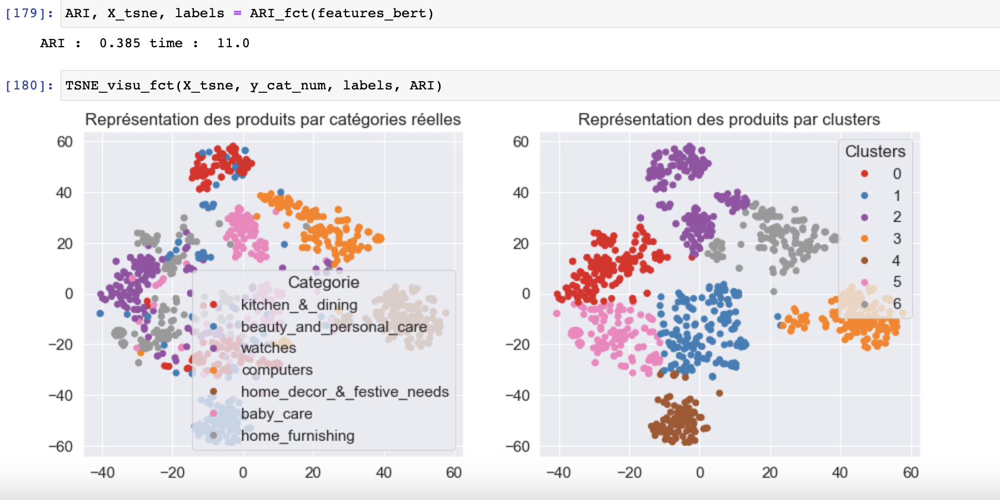 [179]: ARI, X_tsne, labels = ARI_fct(features_bert)
ARI :  0.385 time :  11.0
[180]: TSNE_visu_fct(X_tsne, y_cat_num, labels, ARI)
Représentation des produits par catégories réelles
60
40
20
0
−20
−40
−60
−40 −20 0 20 40 60
Categorie
kitchen_&_dining
beauty_and_personal_care
watches
computers
home_decor_&_festive_needs
baby_care
home_furnishing
Représentation des produits par clusters
60
40
20
0
−20
−40
−60
−40 −20 0 20 40 60
Clusters
0
1
2
3
4
5
6